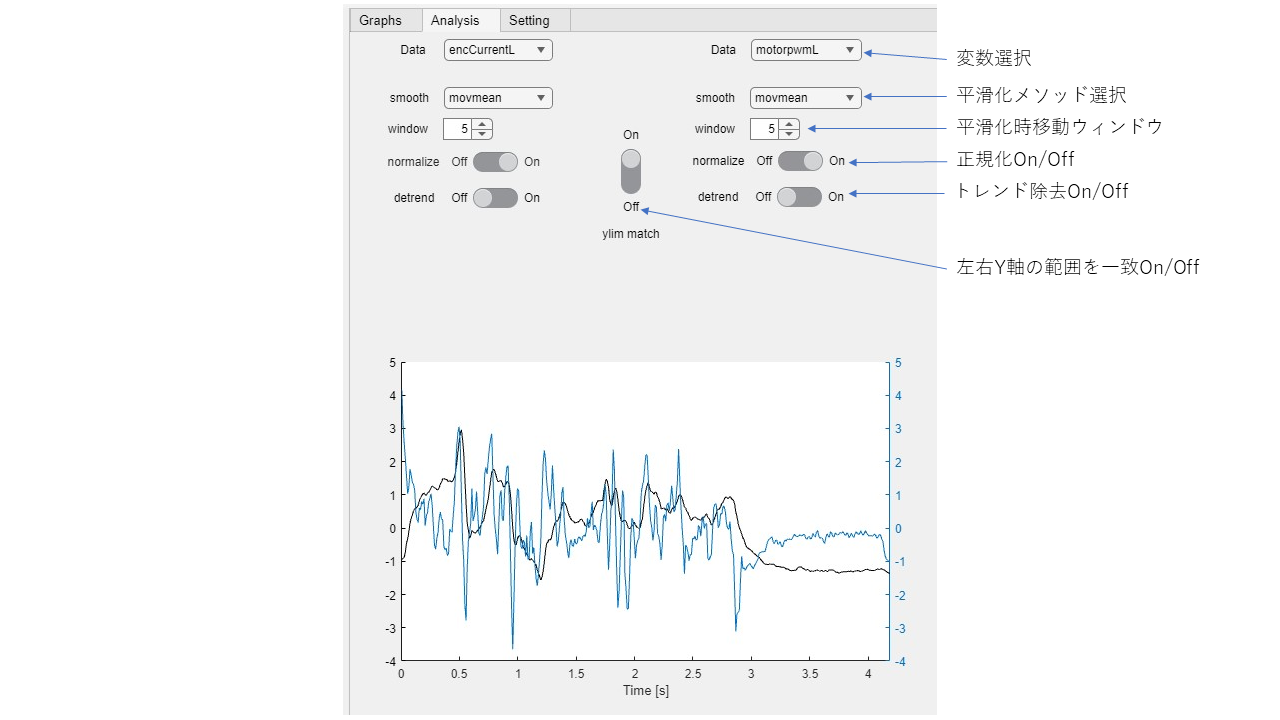 Graphs Analysis Setting
Data encCurrentL Data motorpwmL
変数選択
smooth movmean smooth movmean
平滑化メソッド選択
window 5 window 5
平滑化時移動ウィンドウ
On
normalize Off On normalize Off On
正規化On/Off
detrend Off On detrend Off On
トレンド除去On/Off
Off
ylim match
左右Y軸の範囲を一致On/Off
5 5
4 4
3 3
2 2
1 1
0 0
-1 -1
-2 -2
-3 -3
-4 -4
0 0.5 1 1.5 2 2.5 3 3.5 4
Time [s]